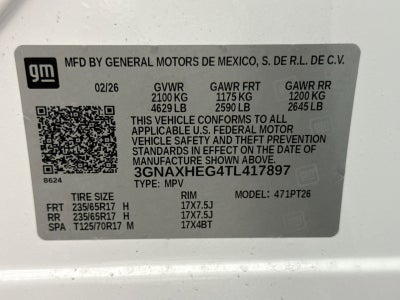 gm
MFD BY GENERAL MOTORS DE MEXICO, S. DE R.L. DE C.V.
02/26 GVWR GAWR FRT GAWR RR
2100 KG 1175 KG 1200 KG
4629 LB 2590 LB 2645 LB
THIS VEHICLE CONFORMS TO ALL
APPLICABLE U.S. FEDERAL MOTOR
VEHICLE SAFETY AND THEFT PREVENTION
STANDARDS IN EFFECT ON THE DATE OF
MANUFACTURE SHOWN ABOVE.
8624
3GNAXHEG4TL417897
TYPE: MPV MODEL: 471PT26
TIRE SIZE RIM
FRT 235/65R17 H 17X7.5J
RR 235/65R17 H 17X7.5J
SPA T125/70R17 M 17X4BT